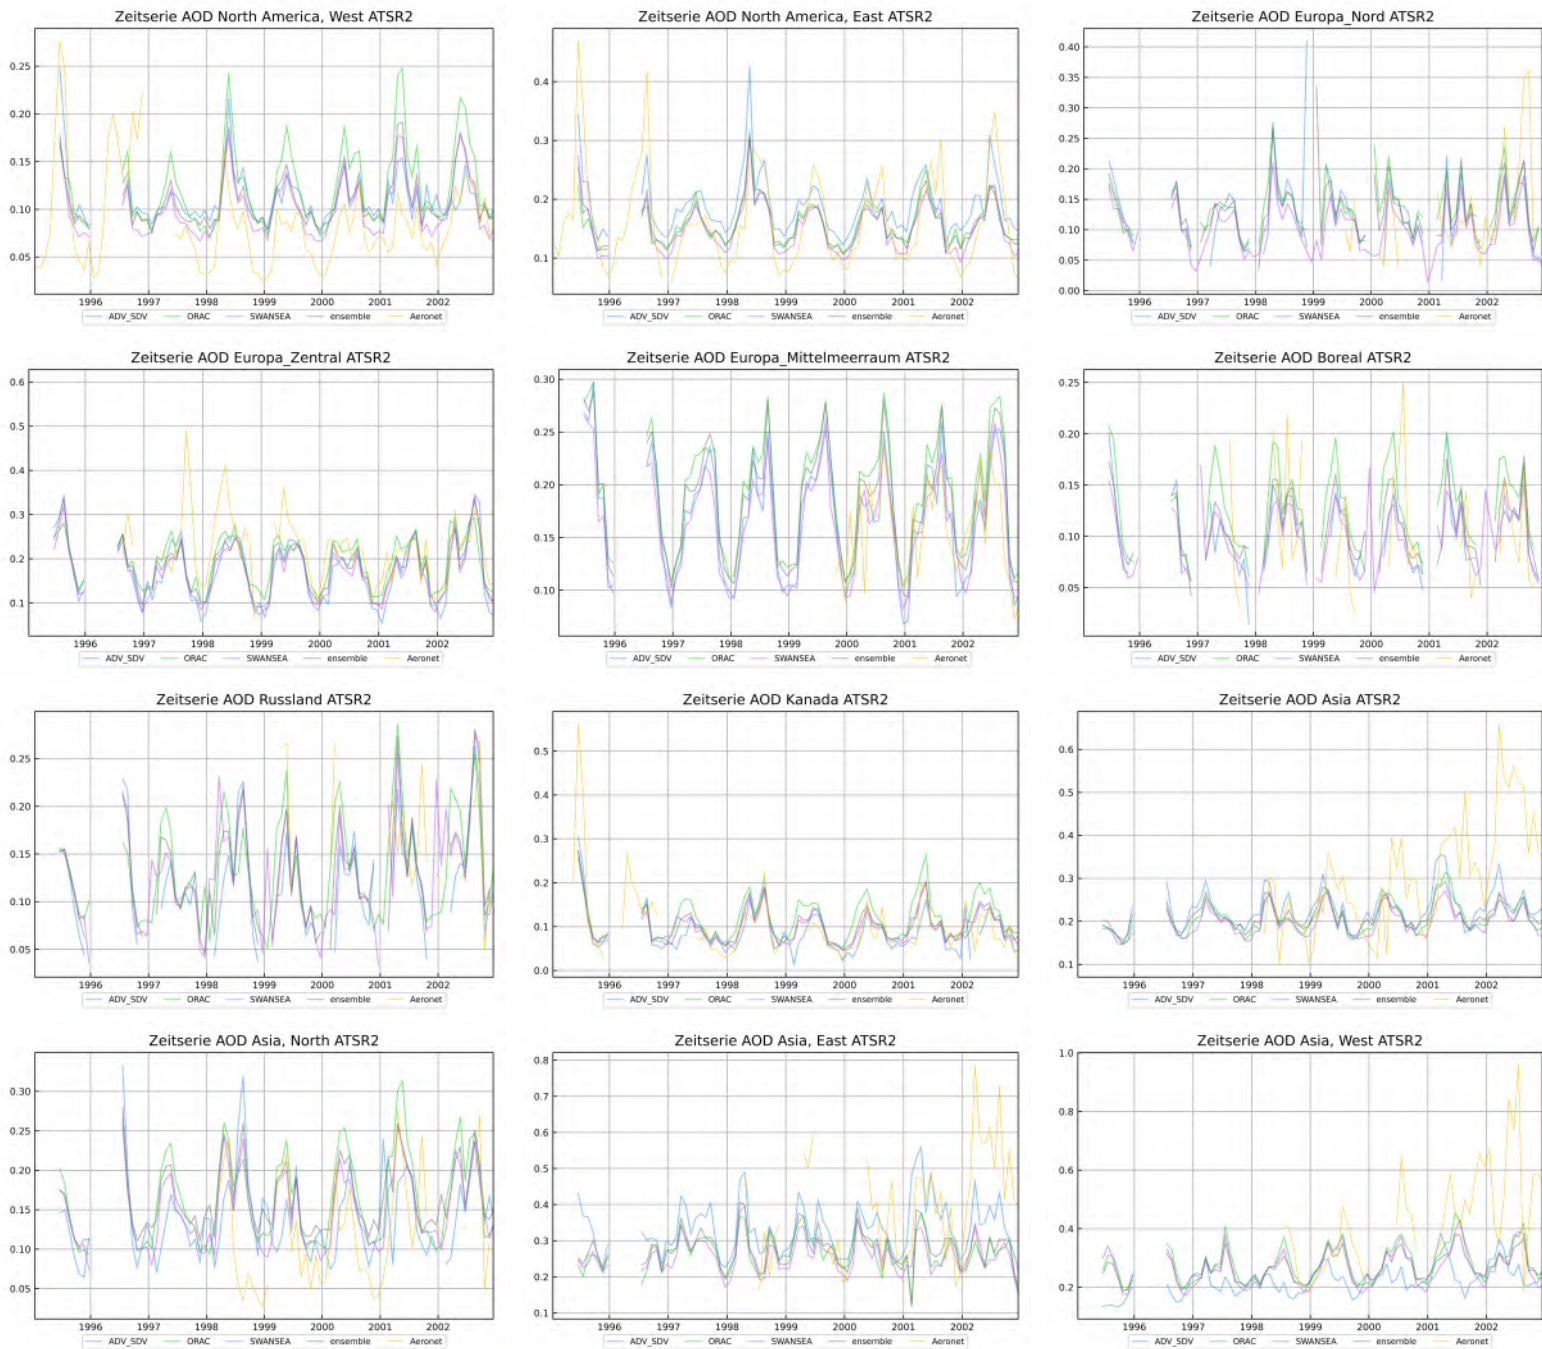 Zeitserie AOD North America, West ATSR2
0.25
0.20
0.15
0.10
0.05
1996 1997 1998 1999 2000 2001 2002
ADV_SDV ORAC SWANSEA ensemble Aeronet
Zeitserie AOD North America, East ATSR2
0.4
0.3
0.2
0.1
1996 1997 1998 1999 2000 2001 2002
ADV_SDV ORAC SWANSEA ensemble Aeronet
Zeitserie AOD Europa_Nord ATSR2
0.40
0.35
0.30
0.25
0.20
0.15
0.10
0.05
0.00
1996 1997 1998 1999 2000 2001 2002
ADV_SDV ORAC SWANSEA ensemble Aeronet
Zeitserie AOD Europa_Zentral ATSR2
0.6
0.5
0.4
0.3
0.2
0.1
1996 1997 1998 1999 2000 2001 2002
ADV_SDV ORAC SWANSEA ensemble Aeronet
Zeitserie AOD Europa_Mittelmeerraum ATSR2
0.30
0.25
0.20
0.15
0.10
1996 1997 1998 1999 2000 2001 2002
ADV_SDV ORAC SWANSEA ensemble Aeronet
Zeitserie AOD Boreal ATSR2
0.25
0.20
0.15
0.10
0.05
1996 1997 1998 1999 2000 2001 2002
ADV_SDV ORAC SWANSEA ensemble Aeronet
Zeitserie AOD Russland ATSR2
0.25
0.20
0.15
0.10
0.05
1996 1997 1998 1999 2000 2001 2002
ADV_SDV ORAC SWANSEA ensemble Aeronet
Zeitserie AOD Kanada ATSR2
0.5
0.4
0.3
0.2
0.1
0.0
1996 1997 1998 1999 2000 2001 2002
ADV_SDV ORAC SWANSEA ensemble Aeronet
Zeitserie AOD Asia ATSR2
0.6
0.5
0.4
0.3
0.2
0.1
1996 1997 1998 1999 2000 2001 2002
ADV_SDV ORAC SWANSEA ensemble Aeronet
Zeitserie AOD Asia, North ATSR2
0.30
0.25
0.20
0.15
0.10
0.05
1996 1997 1998 1999 2000 2001 2002
ADV_SDV ORAC SWANSEA ensemble Aeronet
Zeitserie AOD Asia, East ATSR2
0.8
0.7
0.6
0.5
0.4
0.3
0.2
0.1
1996 1997 1998 1999 2000 2001 2002
ADV_SDV ORAC SWANSEA ensemble Aeronet
Zeitserie AOD Asia, West ATSR2
1.0
0.8
0.6
0.4
0.2
1996 1997 1998 1999 2000 2001 2002
ADV_SDV ORAC SWANSEA ensemble Aeronet